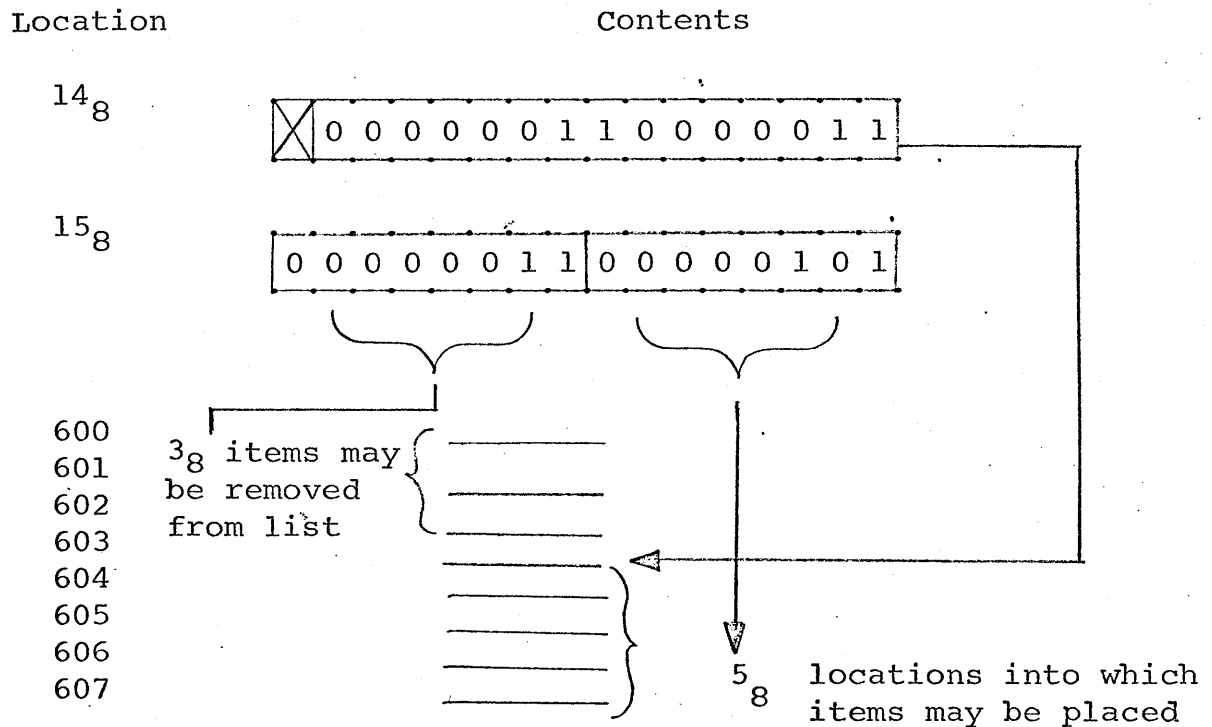 Location Contents
14 8
0 0 0 0 0 0 1 1 0 0 0 0 0 1 1
15 8
0 0 0 0 0 0 1 1 0 0 0 0 0 1 0 1
600
601 3 8 items may
602 be removed
603 from list
604
605
606
607 5 8 locations into which
items may be placed